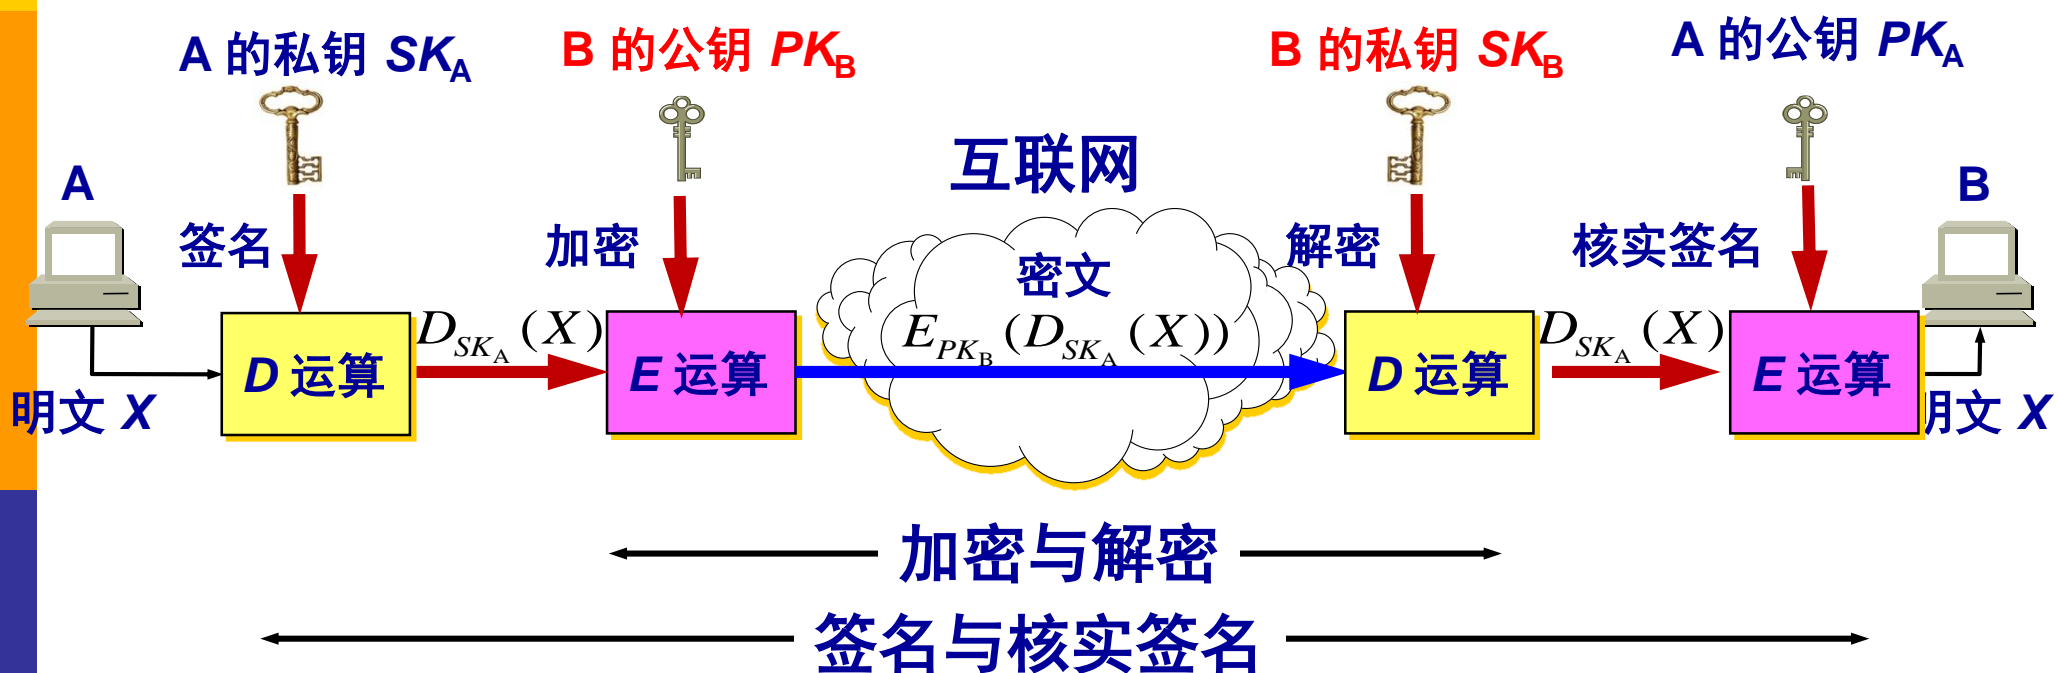 A 的私钥 SKA
B 的公钥 PKB
B 的私钥 SKB
A 的公钥 PKA
互联网
A
B
签名
加密
密文
解密
核实签名
D 运算
DSKA (X)
E 运算
EPKB (DSKA (X))
D 运算
DSKA (X)
E 运算
明文 X
明文 X
加密与解密
签名与核实签名